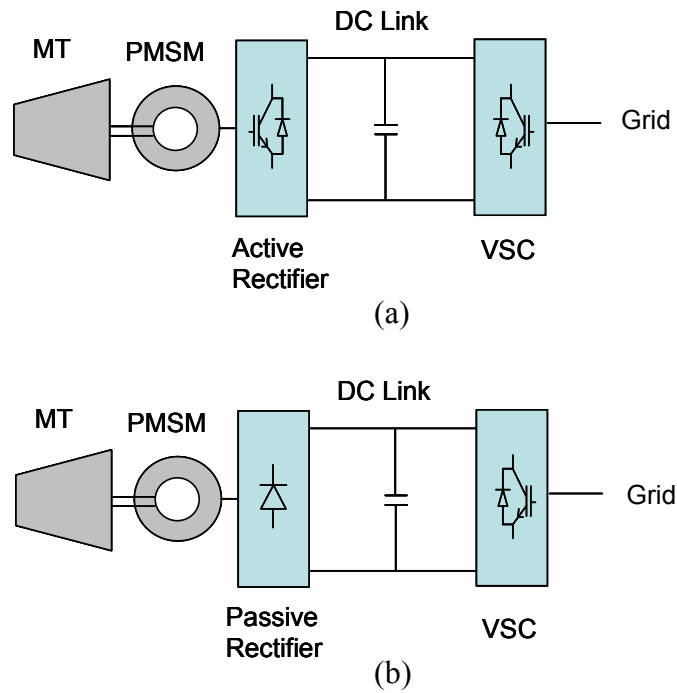 DC Link
MT
PMSM
Grid
Active
Rectifier
VSC
(a)
DC Link
MT
PMSM
Grid
Passive
Rectifier
VSC
(b)